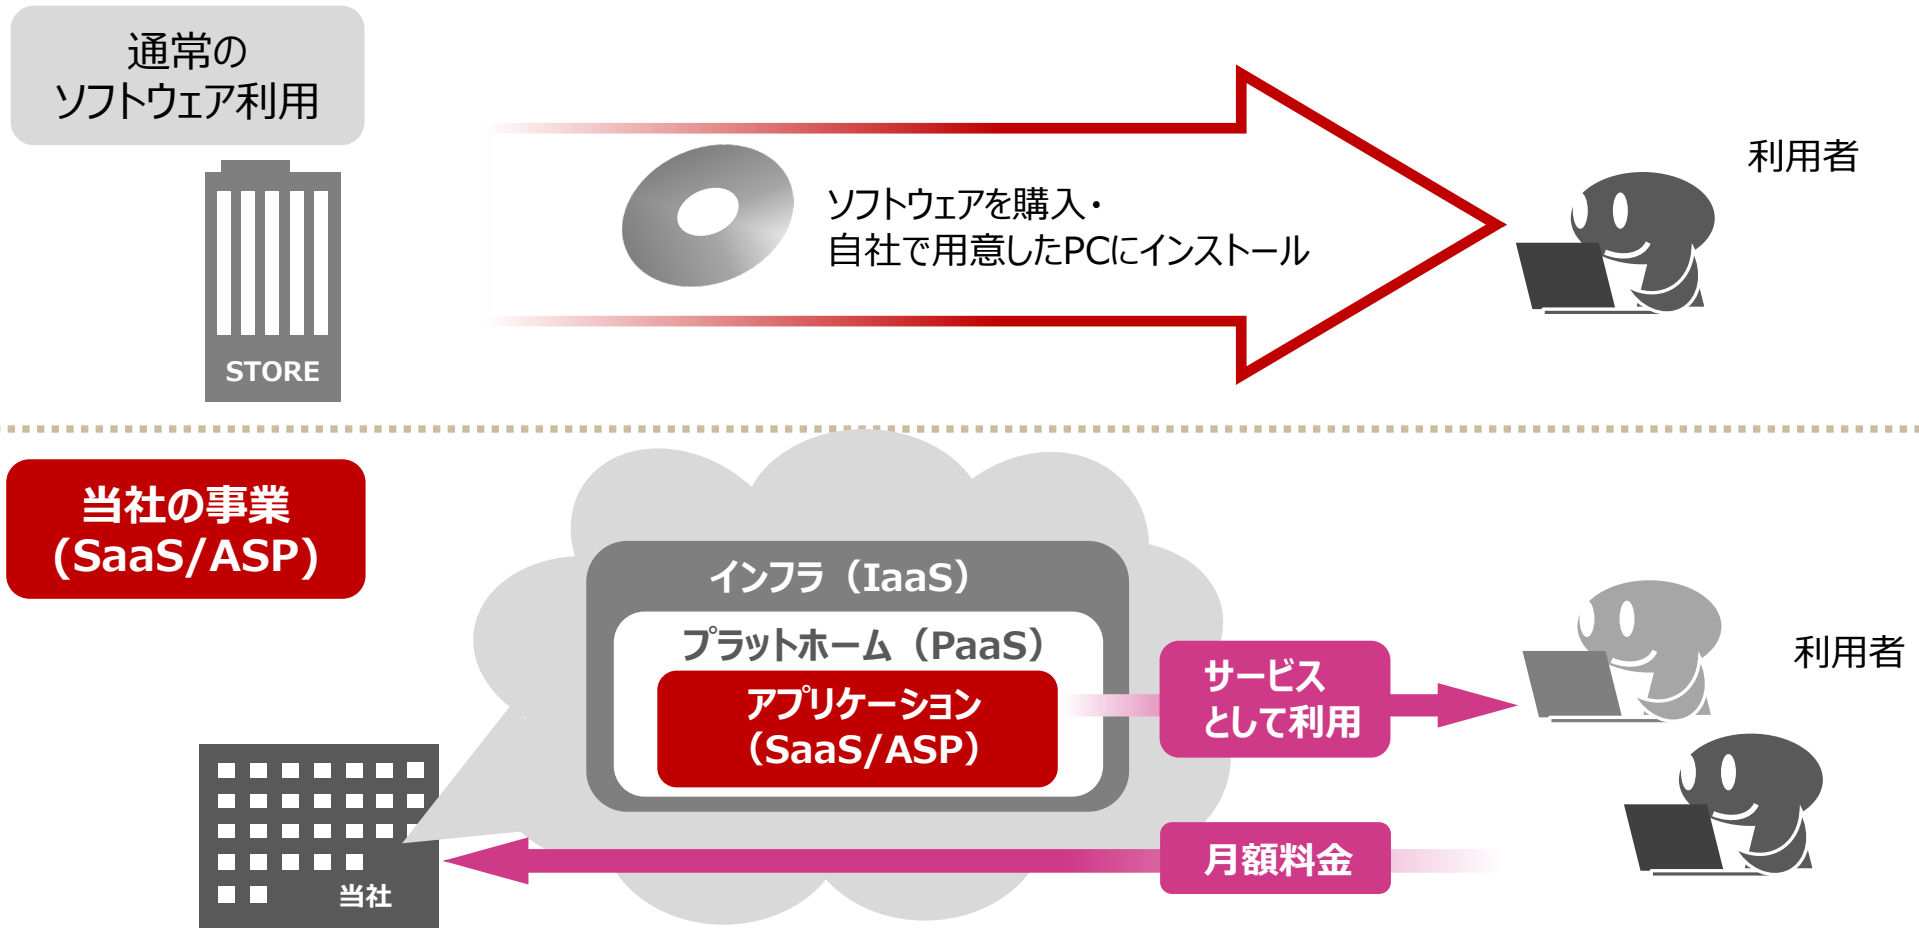 通常の
ソフトウェア利用
利用者
ソフトウェアを購入・
自社で用意したPCにインストール
STORE
当社の事業
（SaaS/ASP）
インフラ（IaaS）
プラットホーム（PaaS）
アプリケーション
（SaaS/ASP）
サービス
として利用
利用者
月額料金
当社